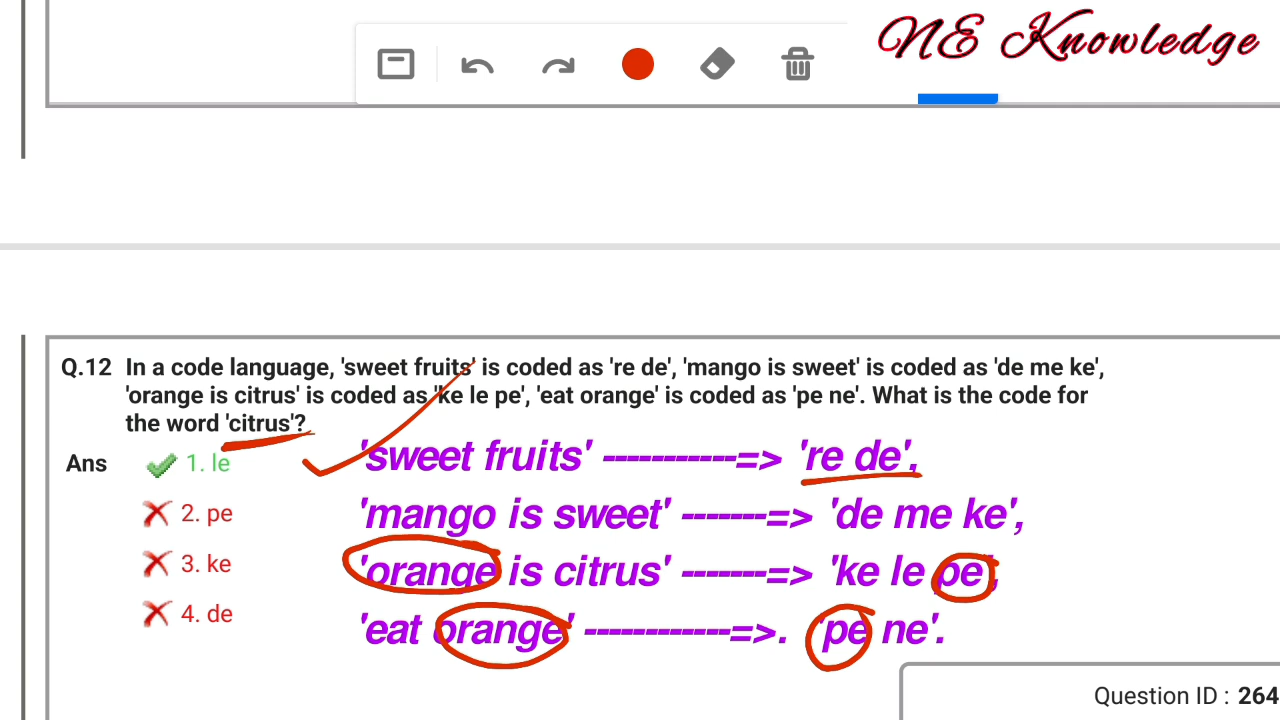 NE Knowledge
Q.12 In a code language, 'sweet fruits' is coded as 're de', 'mango is sweet' is coded as 'de me ke',
'orange is citrus' is coded as 'ke le pe', 'eat orange' is coded as 'pe ne'. What is the code for
the word 'citrus'?
Ans 1. le
2. pe
3. ke
4. de
'sweet fruits' -----------=> 're de',
'mango is sweet' -------=> 'de me ke',
'orange is citrus' -------=> 'ke le pe',
'eat orange' ------------=>. 'pe ne'.
Question ID : 264